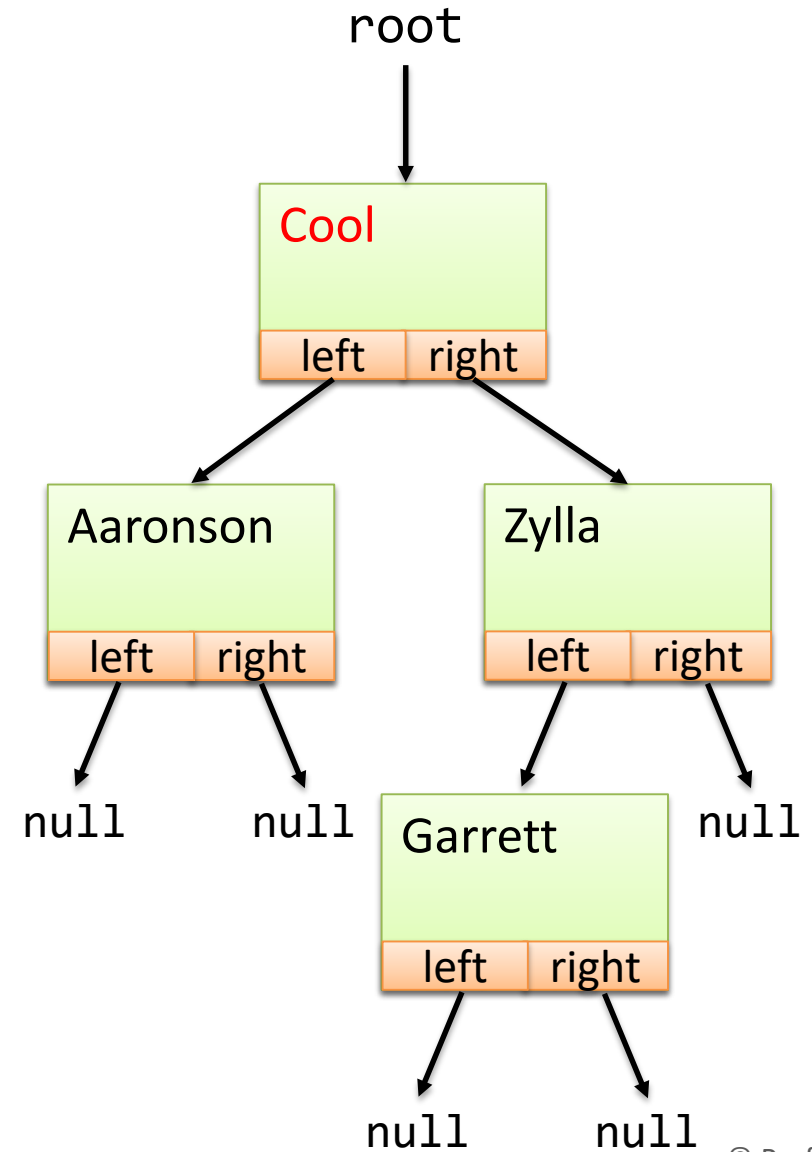 root
Cool
left right
Aaronson Zylla
left right left right
null null Garrett null
left right
null null